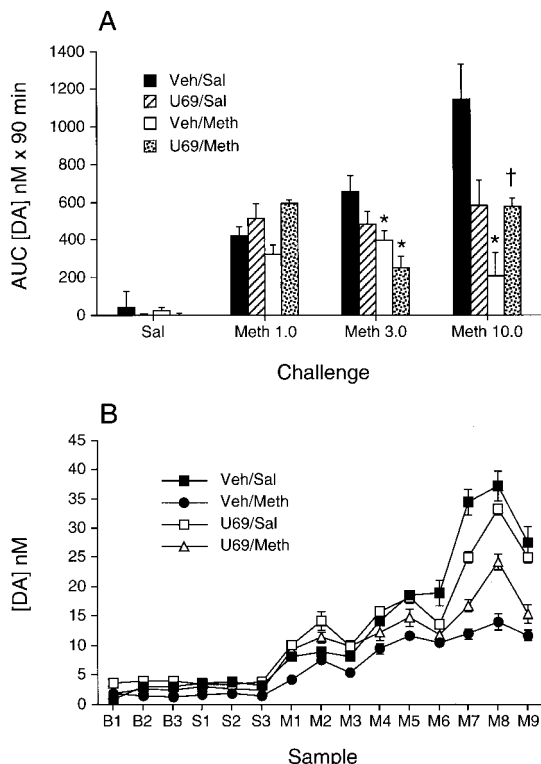 A
AUC [DA] nM x 90 min
1400
1200
1000
800
600
400
200
0
Veh/Sal
U69/Sal
Veh/Meth
U69/Meth
*
*
*
†
Sal Meth 1.0 Meth 3.0 Meth 10.0
Challenge
B
[DA] nM
45
40
35
30
25
20
15
10
5
0
Veh/Sal
Veh/Meth
U69/Sal
U69/Meth
B1 B2 B3 S1 S2 S3 M1 M2 M3 M4 M5 M6 M7 M8 M9
Sample